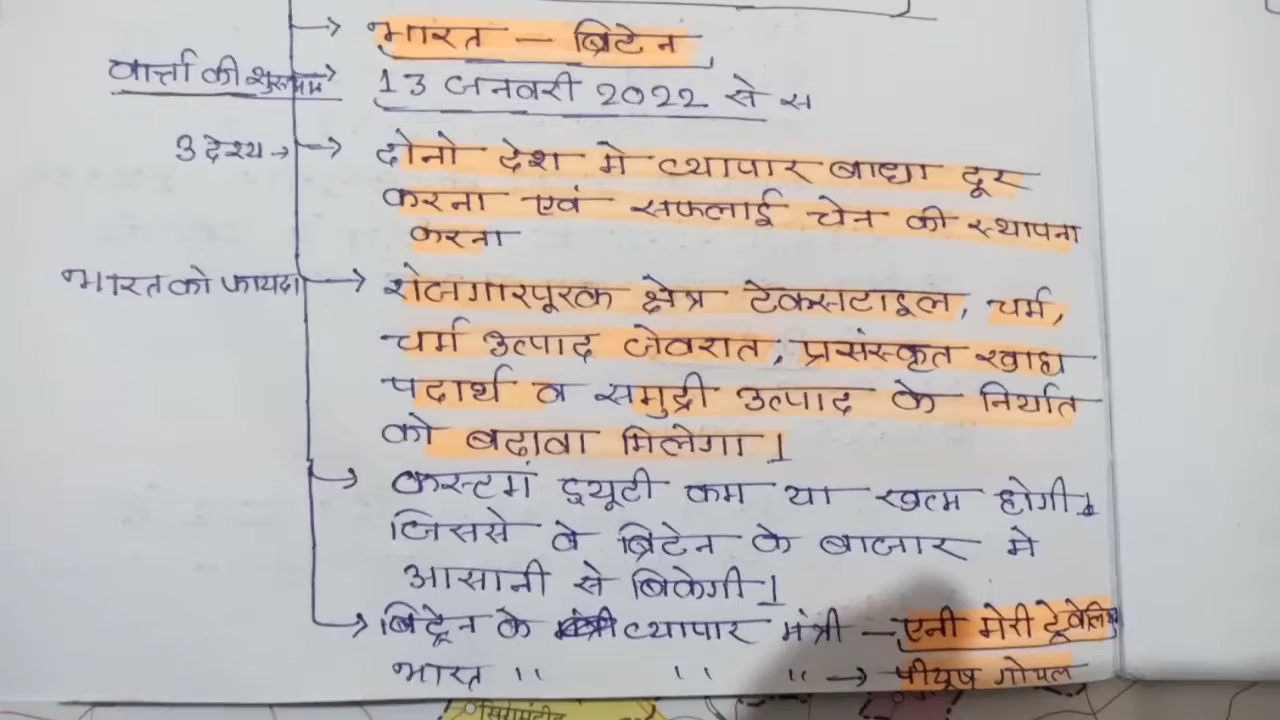 भारत – ब्रिटेन
वार्त्ता की शुरूआत → 13 जनवरी 2022 से
उदेश्य → दोनो देश मे व्यापार बाधा दूर
करना एवं सफलाई चेन की स्थापना
करना
भारत को फायदा → रोजगारपूरक क्षेत्र टेक्सटाइल, चर्म,
चर्म उत्पाद जेवरात, प्रसंस्कृत खाद्य
पदार्थ व समुद्री उत्पाद के निर्यात
को बढ़ावा मिलेगा।
कस्टम ड्यूटी कम या खत्म होगी।
जिससे वे ब्रिटेन के बाजार मे
आसानी से बिकेगी।
ब्रिट्रेन के व्यापार मंत्री – एनी मेरी ट्रेवेलियन
भारत " " " → पीयूष गोयल